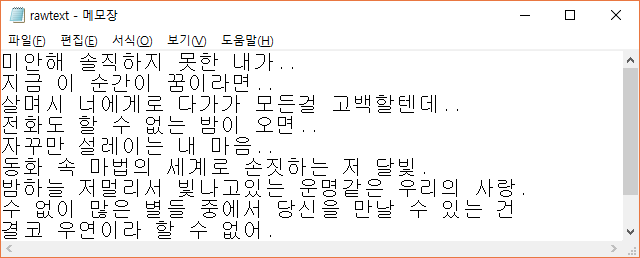 rawtext - 메모장
파일(F) 편집(E) 서식(O) 보기(V) 도움말(H)
미안해 솔직하지 못한 내가..
지금 이 순간이 꿈이라면..
살며시 너에게로 다가가 모든걸 고백할텐데..
전화도 할 수 없는 밤이 오면..
자꾸만 설레이는 내 마음..
동화 속 마법의 세계로 손짓하는 저 달빛.
밤하늘 저멀리서 빛나고있는 운명같은 우리의 사랑.
수 없이 많은 별들 중에서 당신을 만날 수 있는 건
결코 우연이라 할 수 없어.